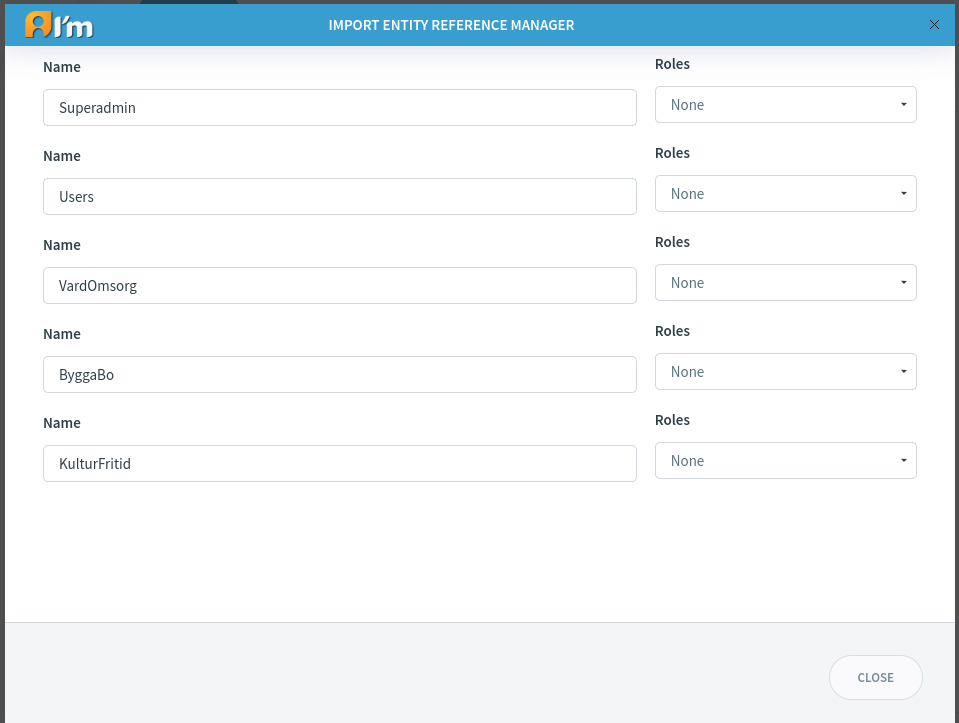 I'm
IMPORT ENTITY REFERENCE MANAGER
Name
Roles
Superadmin
None
Name
Roles
Users
None
Name
Roles
VardOmsorg
None
Name
Roles
ByggaBo
None
Name
Roles
KulturFritid
None
CLOSE